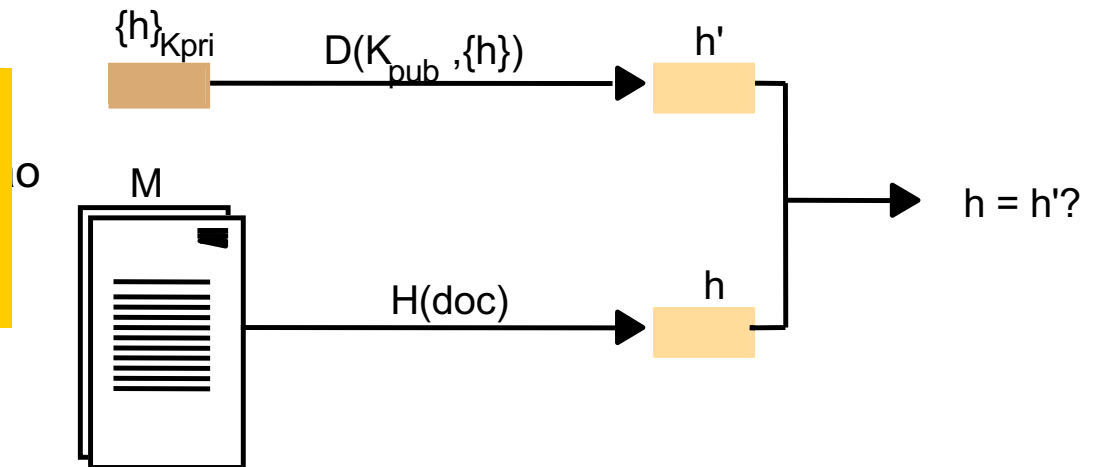 {h}Kpri
D(Kpub ,{h})
h'
M
h = h'?
H(doc)
h